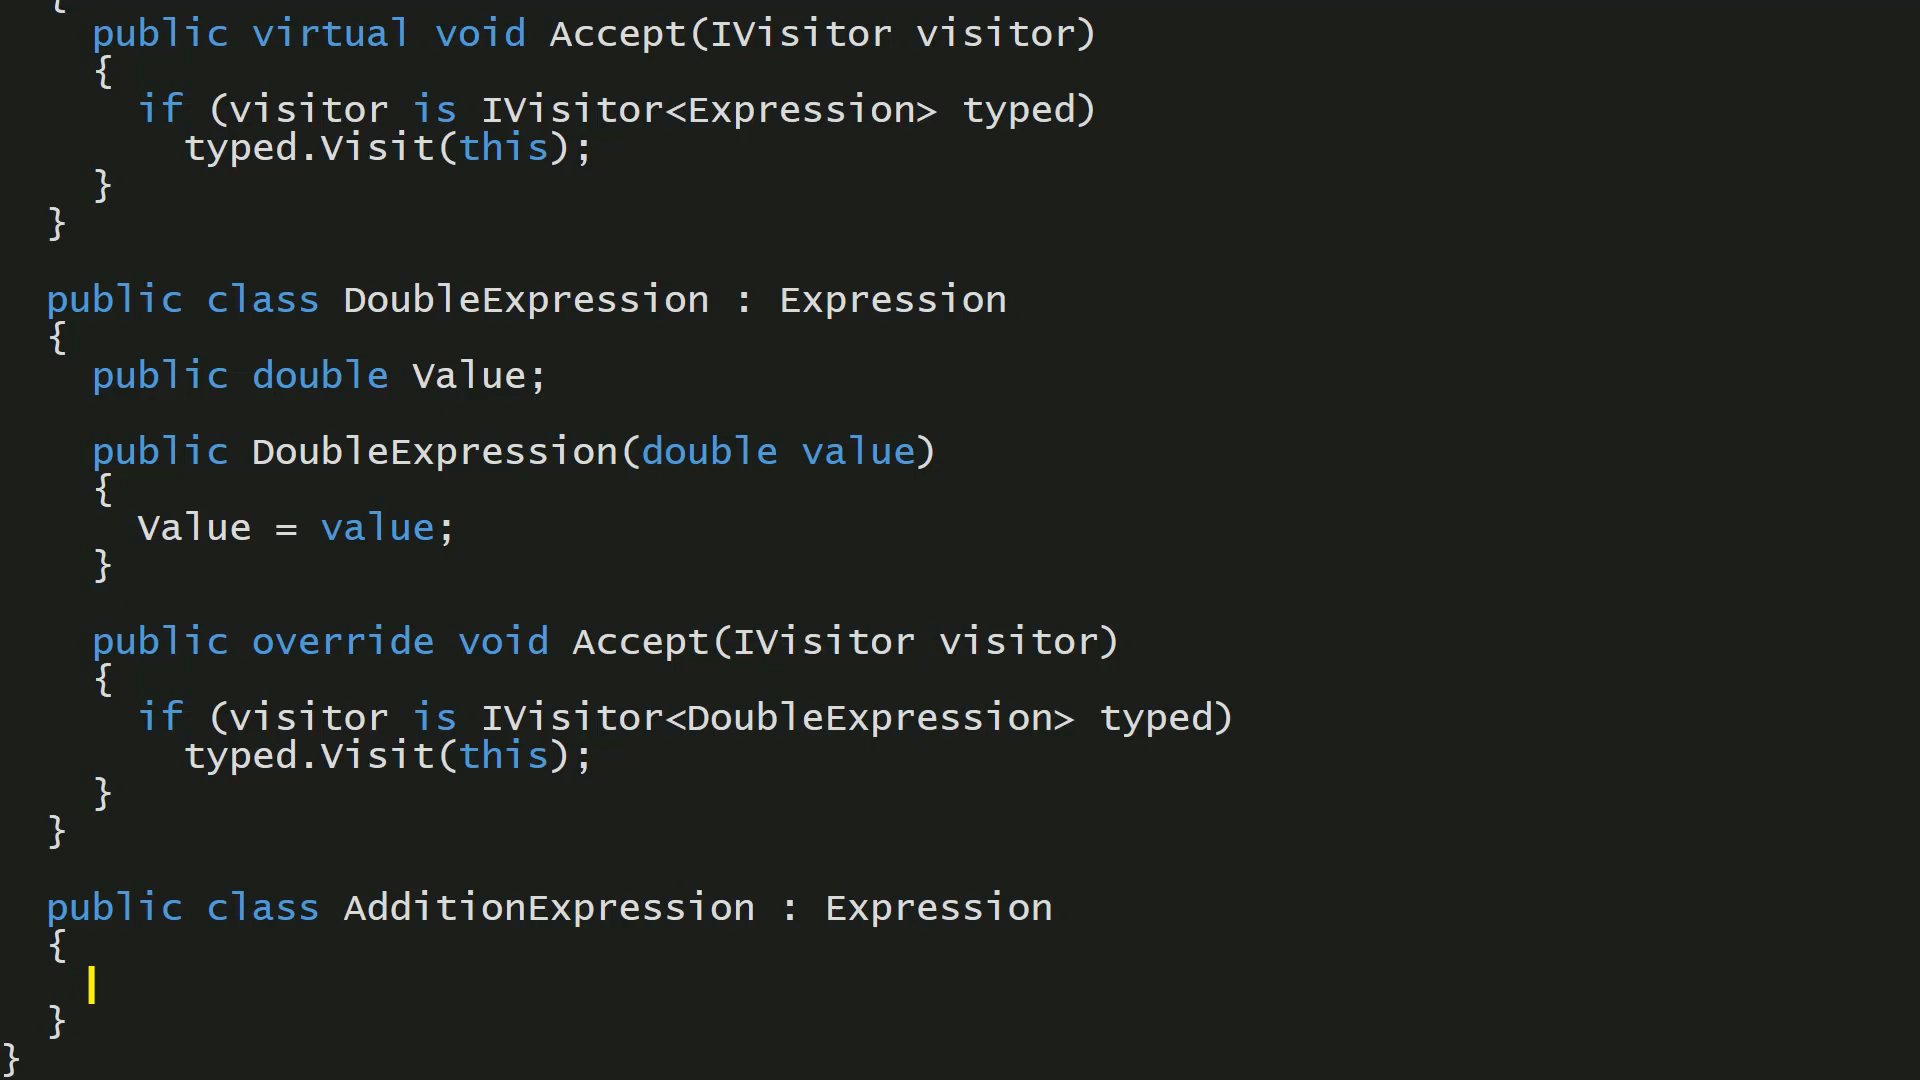 {
public virtual void Accept(IVisitor visitor)
{
if (visitor is IVisitor<Expression> typed)
typed.Visit(this);
}
}
public class DoubleExpression : Expression
{
public double Value;
public DoubleExpression(double value)
{
Value = value;
}
public override void Accept(IVisitor visitor)
{
if (visitor is IVisitor<DoubleExpression> typed)
typed.Visit(this);
}
}
public class AdditionExpression : Expression
{
}
}